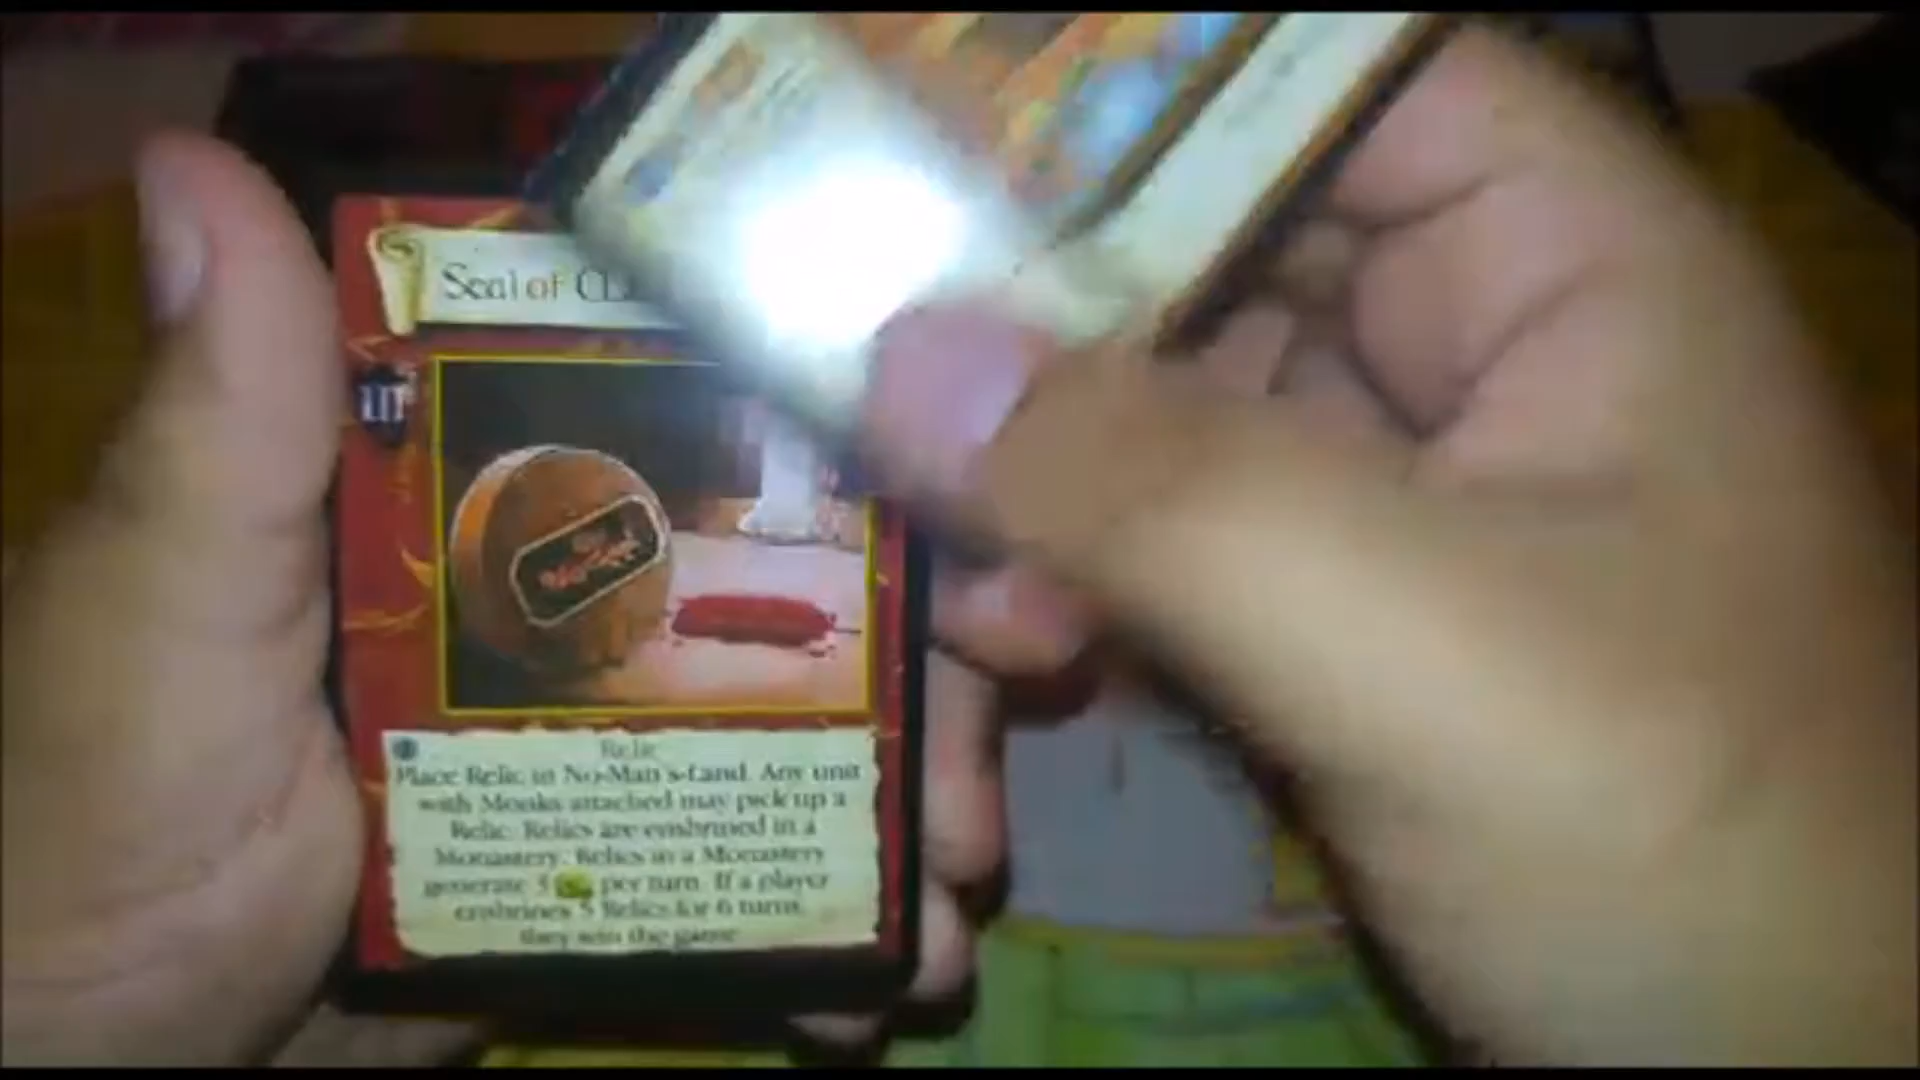 Seal of
Relic
Place Relic in No-Man's-Land. Any unit
with Monks attached may pick up a
Relic. Relics are enshrined in a
Monastery. Relics in a Monastery
generate 5 per turn. If a player
enshrines 5 Relics for 6 turns,
they win the game